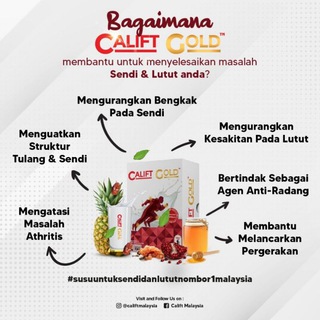 Bagaimana
CALIFT GOLD™
membantu untuk menyelesaikan masalah
Sendi & Lutut anda?
Mengurangkan Bengkak
Pada Sendi
Menguatkan
Struktur
Tulang & Sendi
Mengurangkan
Kesakitan Pada Lutut
Bertindak Sebagai
Agen Anti-Radang
Mengatasi
Masalah
Athritis
Membantu
Melancarkan
Pergerakan
CALIFT GOLD
#susuuntuksendidanlututnombor1malaysia
Visit and Follow Us on :
@califtmalaysia Calift Malaysia